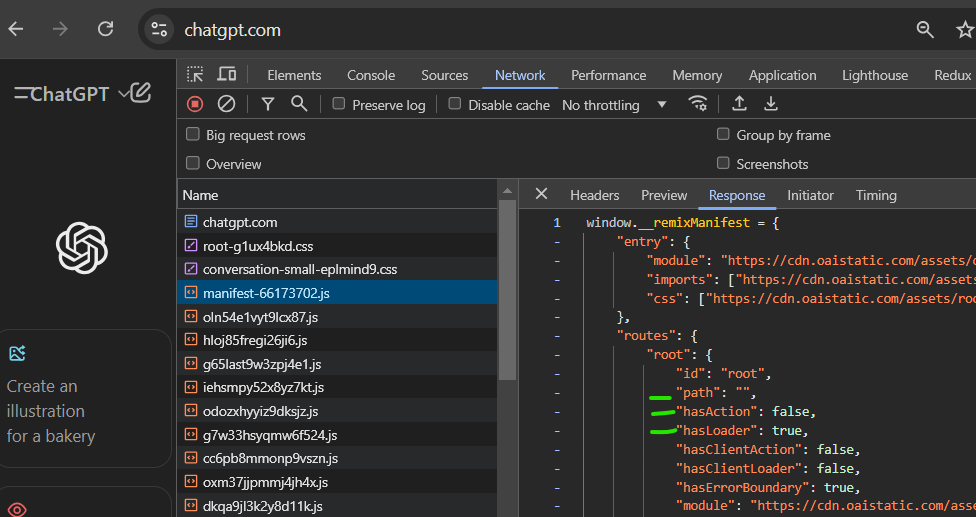 chatgpt.com
ChatGPT
Elements Console Sources Network Performance Memory Application Lighthouse Redux
Preserve log Disable cache No throttling
Big request rows Group by frame
Overview Screenshots
Name
chatgpt.com
root-g1ux4bkd.css
conversation-small-eplmind9.css
manifest-66173702.js
oln54e1vyt9lcx87.js
hloj85fregi26ji6.js
g65last9w3zpj4e1.js
iehsmpy52x8yz7kt.js
odozxhyyiz9dksjz.js
g7w33hsyqmw6f524.js
cc6pb8mmonp9vszn.js
oxm37jjpmmj4jh4x.js
dkqa9jl3k2y8d11k.js
Headers Preview Response Initiator Timing
1 window.__remixManifest = {
- "entry": {
- "module": "https://cdn.oaistatic.com/assets/
- "imports": ["https://cdn.oaistatic.com/asset
- "css": ["https://cdn.oaistatic.com/assets/roo
- },
- "routes": {
- "root": {
- "id": "root",
- "path": "",
- "hasAction": false,
- "hasLoader": true,
- "hasClientAction": false,
- "hasClientLoader": false,
- "hasErrorBoundary": true,
- "module": "https://cdn.oaistatic.com/asse
Create an
illustration
for a bakery